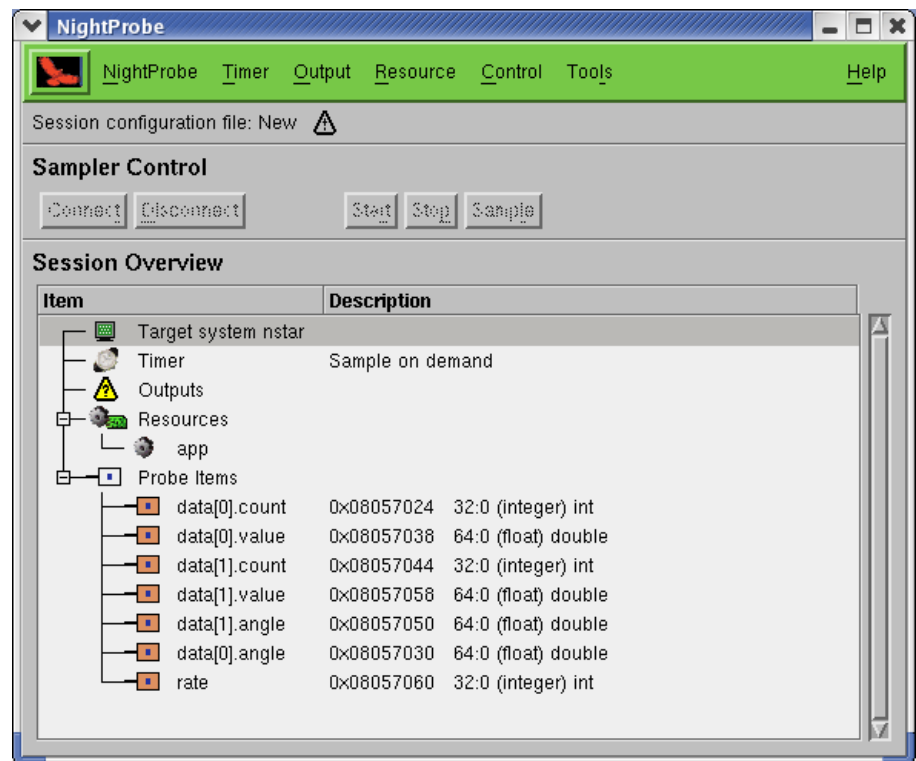 NightProbe
NightProbe Timer Output Resource Control Tools Help
Session configuration file: New
Sampler Control
Connect Disconnect Start Stop Sample
Session Overview
Item Description
Target system nstar
Timer Sample on demand
Outputs
Resources
app
Probe Items
data[0].count 0x08057024 32:0 (integer) int
data[0].value 0x08057038 64:0 (float) double
data[1].count 0x08057044 32:0 (integer) int
data[1].value 0x08057058 64:0 (float) double
data[1].angle 0x08057050 64:0 (float) double
data[0].angle 0x08057030 64:0 (float) double
rate 0x08057060 32:0 (integer) int